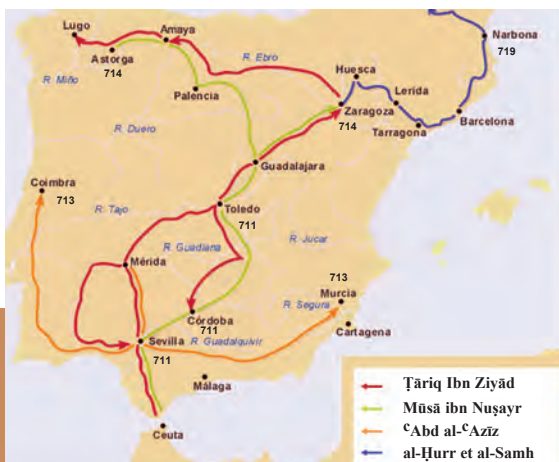 Lugo
Amaya
Narbona
719
Astorga
714
R. Ebro
R. Miño
Huesca
Palencia
Lerida
Zaragoza
714
Barcelona
Tarragona
R. Duero
Guadalajara
Coimbra
713
R. Tajo
Toledo
711
R. Guadiana
R. Jucar
Mérida
713
Murcia
R. Segura
Córdoba
711
Cartagena
Sevilla
R. Guadalquivir
711
Málaga
Ceuta
Ṭāriq Ibn Ziyād
Mūsā ibn Nuṣayr
ᶜAbd al-ᶜAzīz
al-Ḥurr et al-Samh